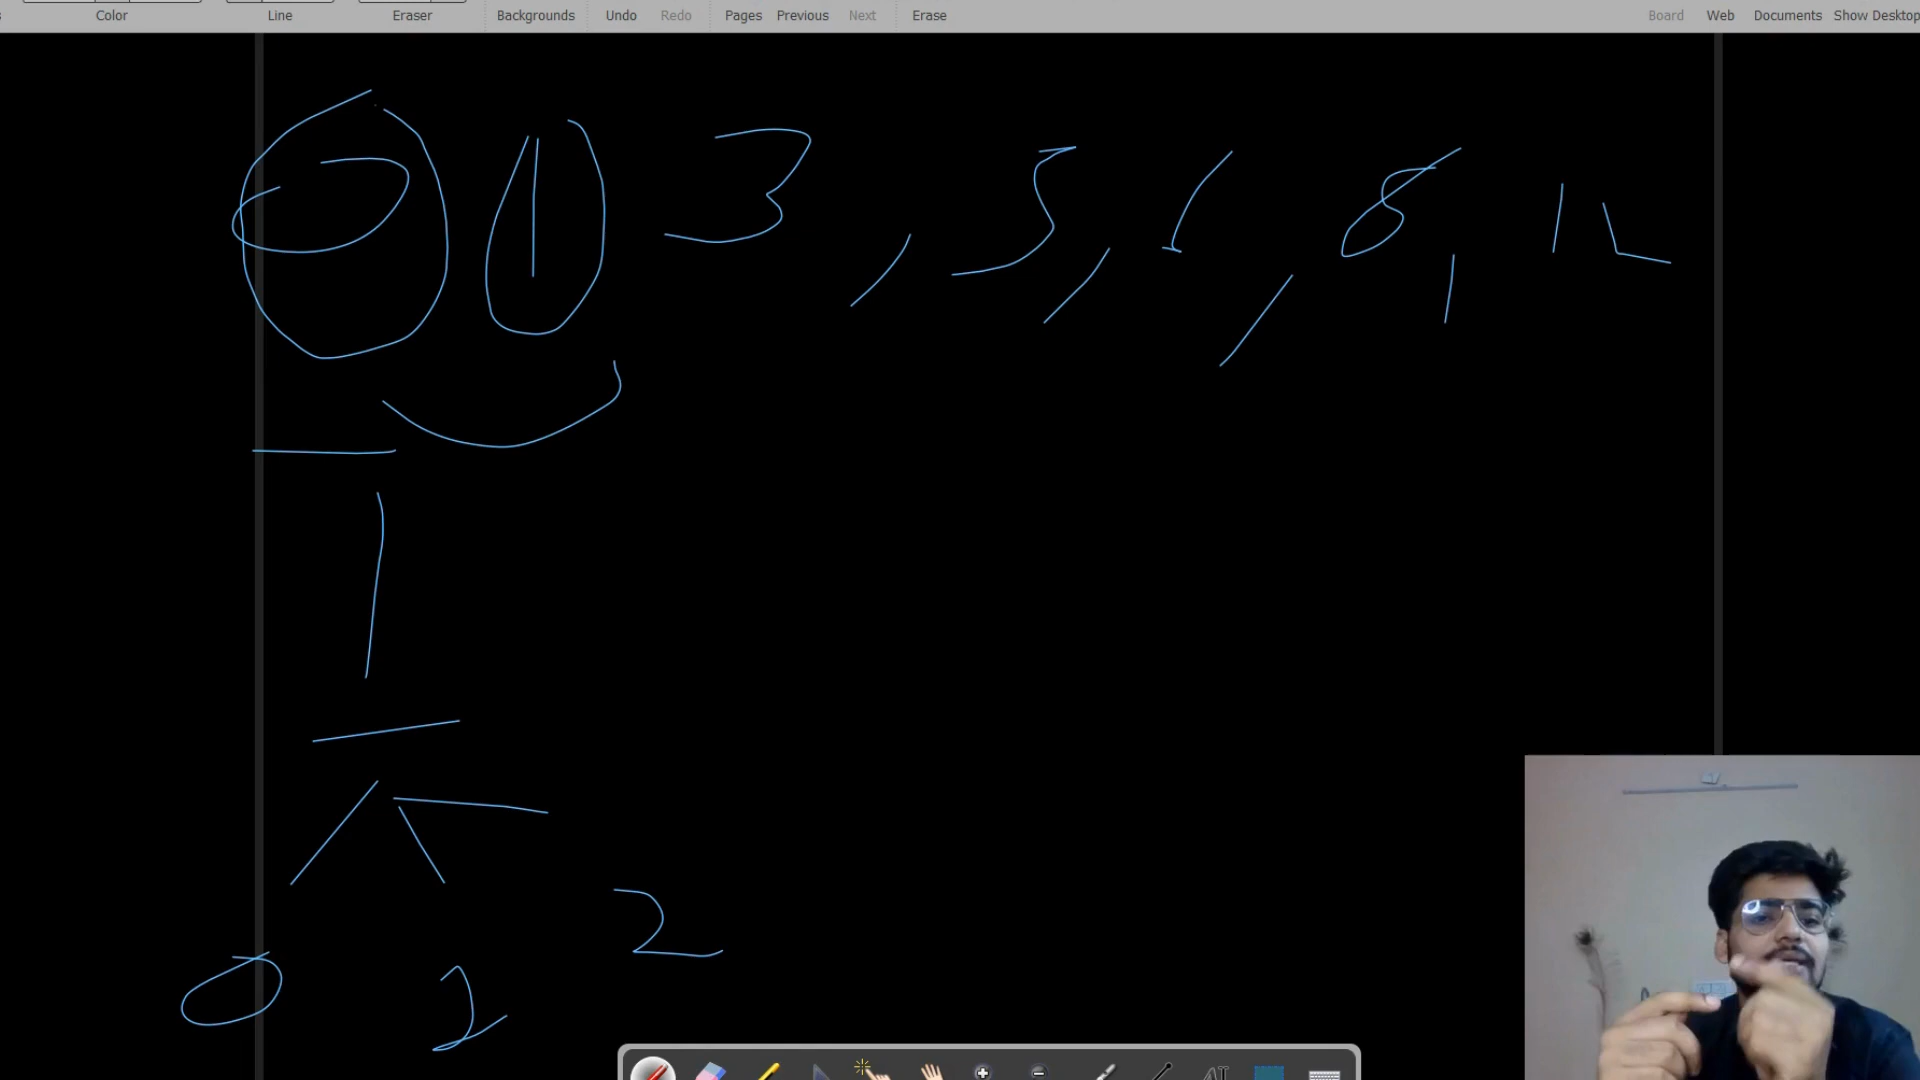 Color Line Eraser Backgrounds Undo Redo Pages Previous Next Erase Board Web Documents Show Desktop
0 1 3 , 5 , 6 , 8 , 12
2
0 1